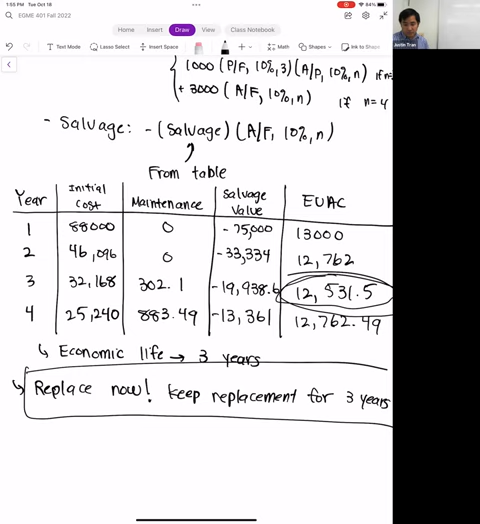 1:55 PM Tue Oct 18
84%
EGME 401 Fall 2022
Home Insert Draw View Class Notebook
Text Mode Lasso Select Insert Space Math Shapes Ink to Shape
1000 (P/F, 10%, 3) (A/P, 10%, n) if n=
+ 3000 (A/F, 10%, n) if n=4
- Salvage: - (Salvage) (A/F, 10%, n)
From table
Year Initial Cost Maintenance Salvage Value EUAC
1 88000 0 -75,000 13000
2 46,096 0 -33,334 12,762
3 32,168 302.1 -19,938.6 12,531.5
4 25,240 883.49 -13,361 12,762.49
↳ Economic life → 3 years
↳ Replace now! keep replacement for 3 years
Justin Tran